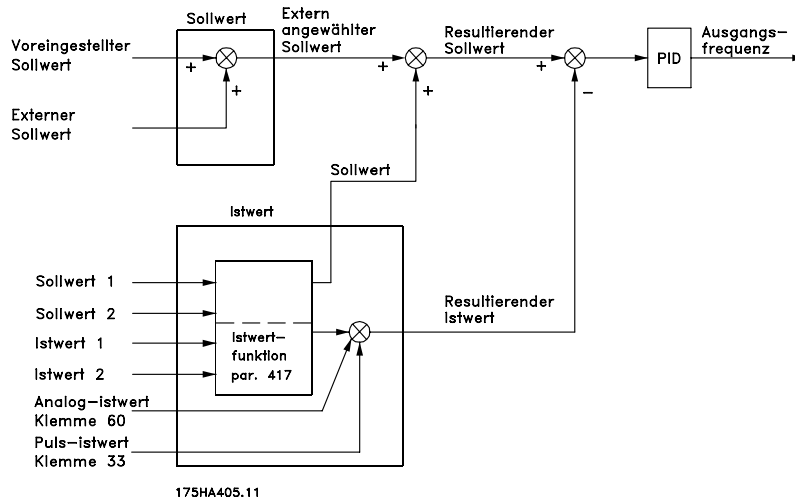 Sollwert
Voreingestellter
Sollwert
+
+
Externer
Sollwert
Extern
angewählter
Sollwert
+
+
Resultierender
Sollwert
+
−
PID
Ausgangs-
frequenz
Sollwert
Istwert
Sollwert 1
Sollwert 2
Istwert 1
Istwert 2
Istwert-
funktion
par. 417
Analog-istwert
Klemme 60
Puls-istwert
Klemme 33
Resultierender
Istwert
175HA405.11